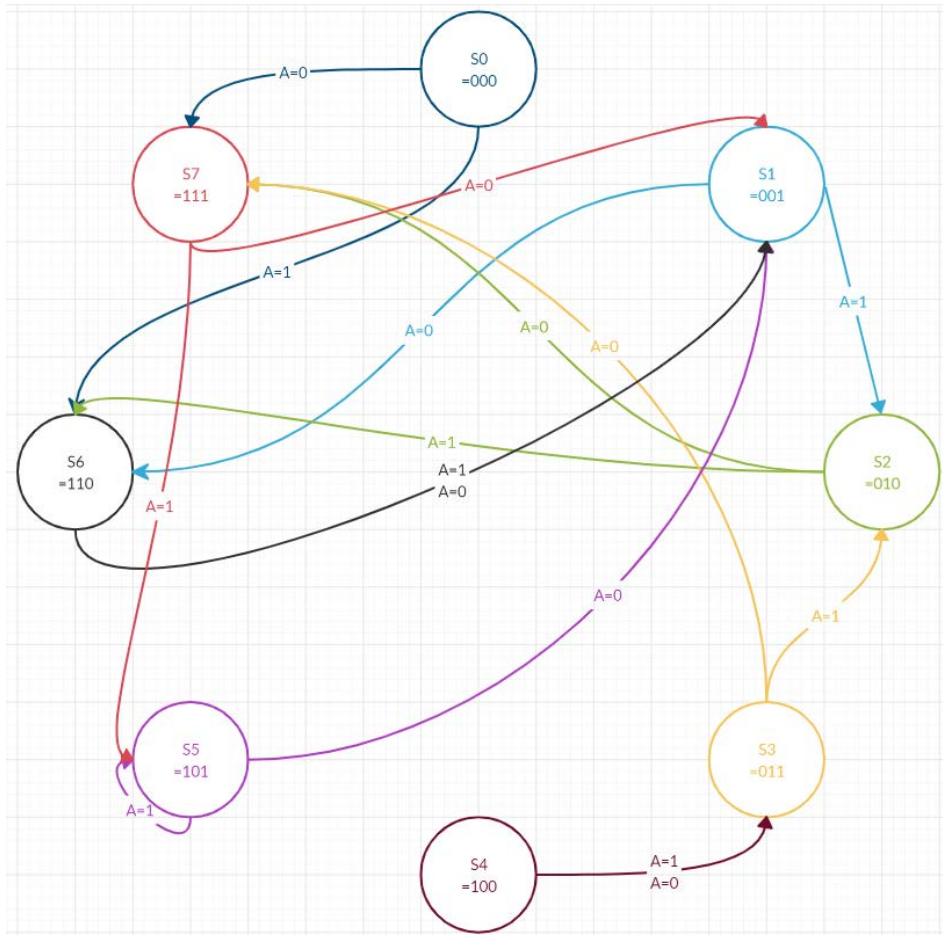 S0
=000
A=0
S7
=111
S1
=001
A=0
A=1
A=1
A=0
A=0
A=0
A=1
S6
=110
A=1
A=0
S2
=010
A=1
A=0
A=1
S5
=101
S3
=011
A=1
S4
=100
A=1
A=0